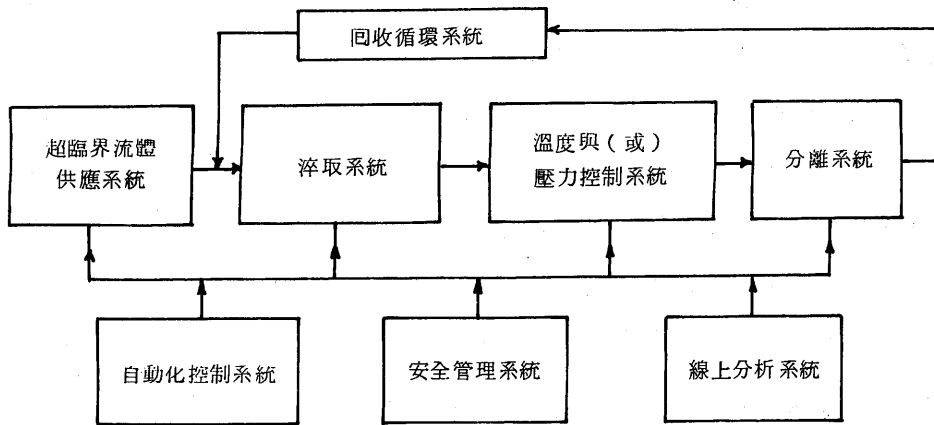 回收循環系統
超臨界流體
供應系統
淬取系統
溫度與（或）
壓力控制系統
分離系統
自動化控制系統
安全管理系統
線上分析系統